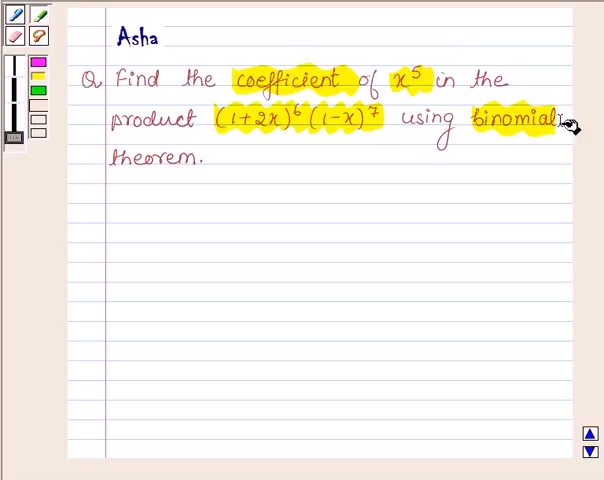 Asha
Q Find the coefficient of x⁵ in the
product (1+2x)⁶ (1-x)⁷ using binomial
theorem.